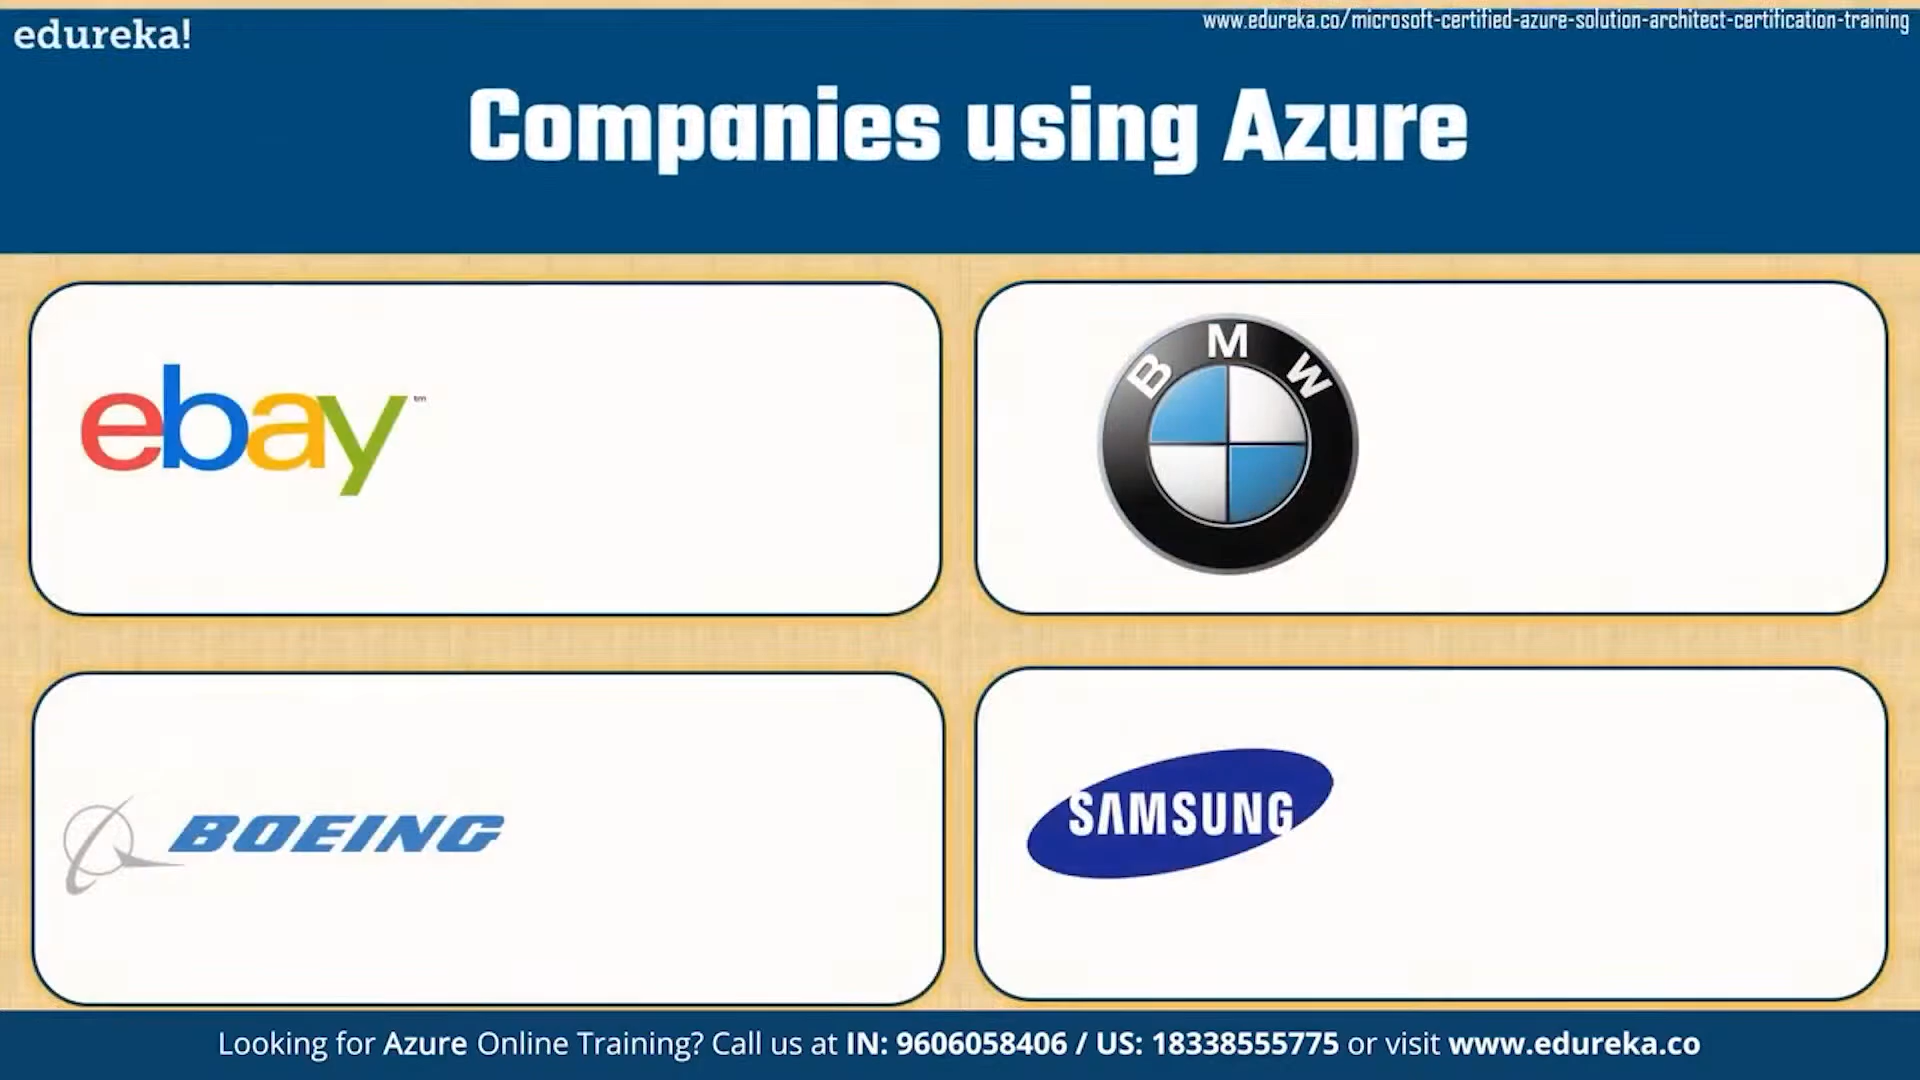 edureka!
www.edureka.co/microsoft-certified-azure-solution-architect-certification-training
Companies using Azure
ebay™
BMW
BOEING
SAMSUNG
Looking for Azure Online Training? Call us at IN: 9606058406 / US: 18338555775 or visit www.edureka.co